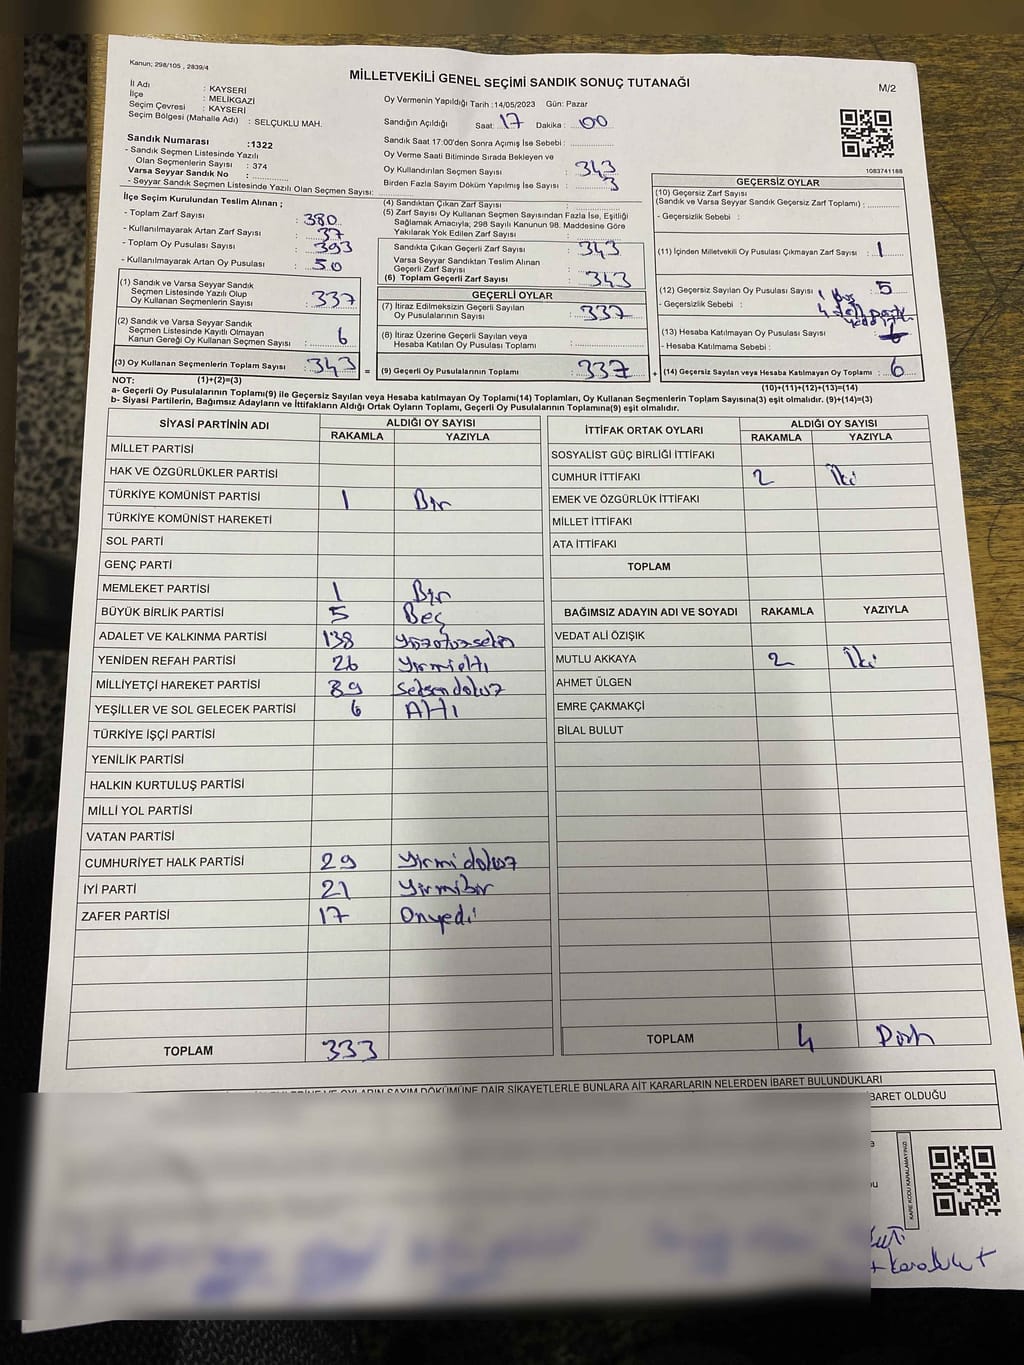 Kanun; 298/105 , 2839/4
MİLLETVEKİLİ GENEL SEÇİMİ SANDIK SONUÇ TUTANAĞI
M/2
İl Adı : KAYSERİ
İlçe : MELİKGAZİ
Seçim Çevresi : KAYSERİ
Seçim Bölgesi (Mahalle Adı) : SELÇUKLU MAH.
Sandık Numarası :1322
- Sandık Seçmen Listesinde Yazılı
Olan Seçmenlerin Sayısı : 374
Varsa Seyyar Sandık No :
- Seyyar Sandık Seçmen Listesinde Yazılı Olan Seçmen Sayısı:
Oy Vermenin Yapıldığı Tarih :14/05/2023 Gün: Pazar
Sandığın Açıldığı Saat: 17 Dakika : 00
Sandık Saat 17:00'den Sonra Açımış İse Sebebi :
Oy Verme Saati Bitiminde Sırada Bekleyen ve
Oy Kullandırılan Seçmen Sayısı : 343
Birden Fazla Sayım Döküm Yapılmış İse Sayısı : 3
1083741188
İlçe Seçim Kurulundan Teslim Alınan ;
- Toplam Zarf Sayısı : 380
- Kullanılmayarak Artan Zarf Sayısı : 37
- Toplam Oy Pusulası Sayısı : 393
- Kullanılmayarak Artan Oy Pusulası : 50
(1) Sandık ve Varsa Seyyar Sandık
Seçmen Listesinde Yazılı Olup
Oy Kullanan Seçmenlerin Sayısı : 337
(2) Sandık ve Varsa Seyyar Sandık
Seçmen Listesinde Kayıtlı Olmayan
Kanun Gereği Oy Kullanan Seçmen Sayısı : 6
(3) Oy Kullanan Seçmenlerin Toplam Sayısı : 343 =
(4) Sandıktan Çıkan Zarf Sayısı :
(5) Zarf Sayısı Oy Kullanan Seçmen Sayısından Fazla İse, Eşitliği
Sağlamak Amacıyla; 298 Sayılı Kanunun 98. Maddesine Göre
Yakılarak Yok Edilen Zarf Sayısı :
Sandıkta Çıkan Geçerli Zarf Sayısı : 343
Varsa Seyyar Sandıktan Teslim Alınan
Geçerli Zarf Sayısı :
(6) Toplam Geçerli Zarf Sayısı : 343
GEÇERLİ OYLAR
(7) İtiraz Edilmeksizin Geçerli Sayılan
Oy Pusulası Sayısı : 337
(8) İtiraz Üzerine Geçerli Sayılan veya
Hesaba Katılan Oy Pusulası Toplamı :
(9) Geçerli Oy Pusulalarının Toplamı : 337 +
GEÇERSİZ OYLAR
(10) Geçersiz Zarf Sayısı
(Sandık ve Varsa Seyyar Sandık Geçersiz Zarf Toplamı) :
- Geçersizlik Sebebi :
(11) İçinden Milletvekili Oy Pusulası Çıkmayan Zarf Sayısı : 1
(12) Geçersiz Sayılan Oy Pusulası Sayısı : 5
- Geçersizlik Sebebi :
(13) Hesaba Katılmayan Oy Pusulası Sayısı :
- Hesaba Katılmama Sebebi :
(14) Geçersiz Sayılan veya Hesaba Katılmayan Oy Toplamı : 6
NOT: (1)+(2)=(3)
(10)+(11)+(12)+(13)=(14)
a- Geçerli Oy Pusulalarının Toplamı(9) ile Geçersiz Sayılan veya Hesaba katılmayan Oy Toplamı(14) Toplamları, Oy Kullanan Seçmenlerin Toplam Sayısına(3) eşit olmalıdır. (9)+(14)=(3)
b- Siyasi Partilerin, Bağımsız Adayların ve İttifakların Aldığı Ortak Oyların Toplamı, Geçerli Oy Pusulalarının Toplamına(9) eşit olmalıdır.
SİYASİ PARTİNİN ADI ALDIĞI OY SAYISI
RAKAMLA YAZIYLA
MİLLET PARTİSİ
HAK VE ÖZGÜRLÜKLER PARTİSİ
TÜRKİYE KOMÜNİST PARTİSİ 1 Bir
TÜRKİYE KOMÜNİST HAREKETİ
SOL PARTİ
GENÇ PARTİ
MEMLEKET PARTİSİ 1 Bir
BÜYÜK BİRLİK PARTİSİ 5 Beş
ADALET VE KALKINMA PARTİSİ 138 Yüzotuzsekiz
YENİDEN REFAH PARTİSİ 26 Yirmialtı
MİLLİYETÇİ HAREKET PARTİSİ 89 Seksendokuz
YEŞİLLER VE SOL GELECEK PARTİSİ 6 Altı
TÜRKİYE İŞÇİ PARTİSİ
YENİLİK PARTİSİ
HALKIN KURTULUŞ PARTİSİ
MİLLİ YOL PARTİSİ
VATAN PARTİSİ
CUMHURİYET HALK PARTİSİ 29 Yirmidokuz
İYİ PARTİ 21 Yirmibir
ZAFER PARTİSİ 17 Onyedi
TOPLAM 333
İTTİFAK ORTAK OYLARI ALDIĞI OY SAYISI
RAKAMLA YAZIYLA
SOSYALİST GÜÇ BİRLİĞİ İTTİFAKI
CUMHUR İTTİFAKI 2 İki
EMEK VE ÖZGÜRLÜK İTTİFAKI
MİLLET İTTİFAKI
ATA İTTİFAKI
TOPLAM
BAĞIMSIZ ADAYIN ADI VE SOYADI RAKAMLA YAZIYLA
VEDAT ALİ ÖZIŞIK
MUTLU AKKAYA 2 İki
AHMET ÜLGEN
EMRE ÇAKMAKÇİ
BİLAL BULUT
TOPLAM 4 Dört
OYLARIN SAYIM DÖKÜMÜNE DAİR ŞİKAYETLERLE BUNLARA AİT KARARLARIN NELERDEN İBARET BULUNDUKLARI
BARET OLDUĞU
KARE KODU KARALAMAYINIZ